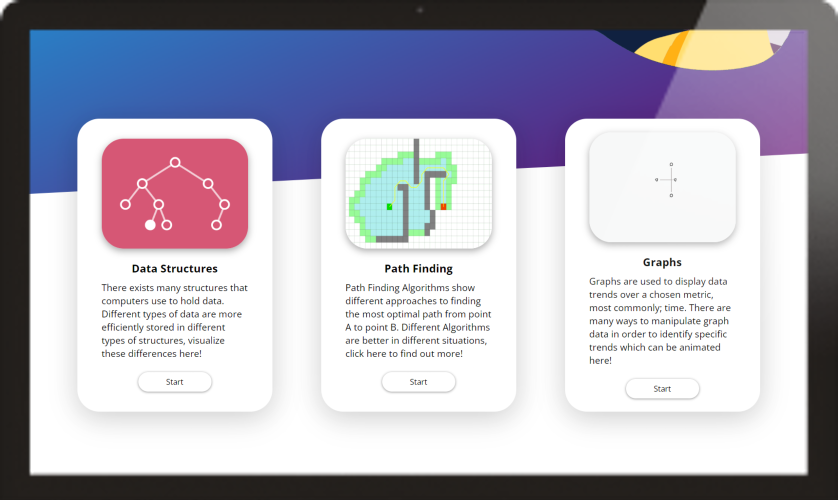 Data Structures
There exists many structures that
computers use to hold data.
Different types of data are more
efficiently stored in different
types of structures, visualize
these differences here!
Start
Path Finding
Path Finding Algorithms show
different approaches to finding
the most optimal path from point
A to point B. Different Algorithms
are better in different situations,
click here to find out more!
Start
Graphs
Graphs are used to display data
trends over a chosen metric,
most commonly; time. There are
many ways to manipulate graph
data in order to identify specific
trends which can be animated
here!
Start